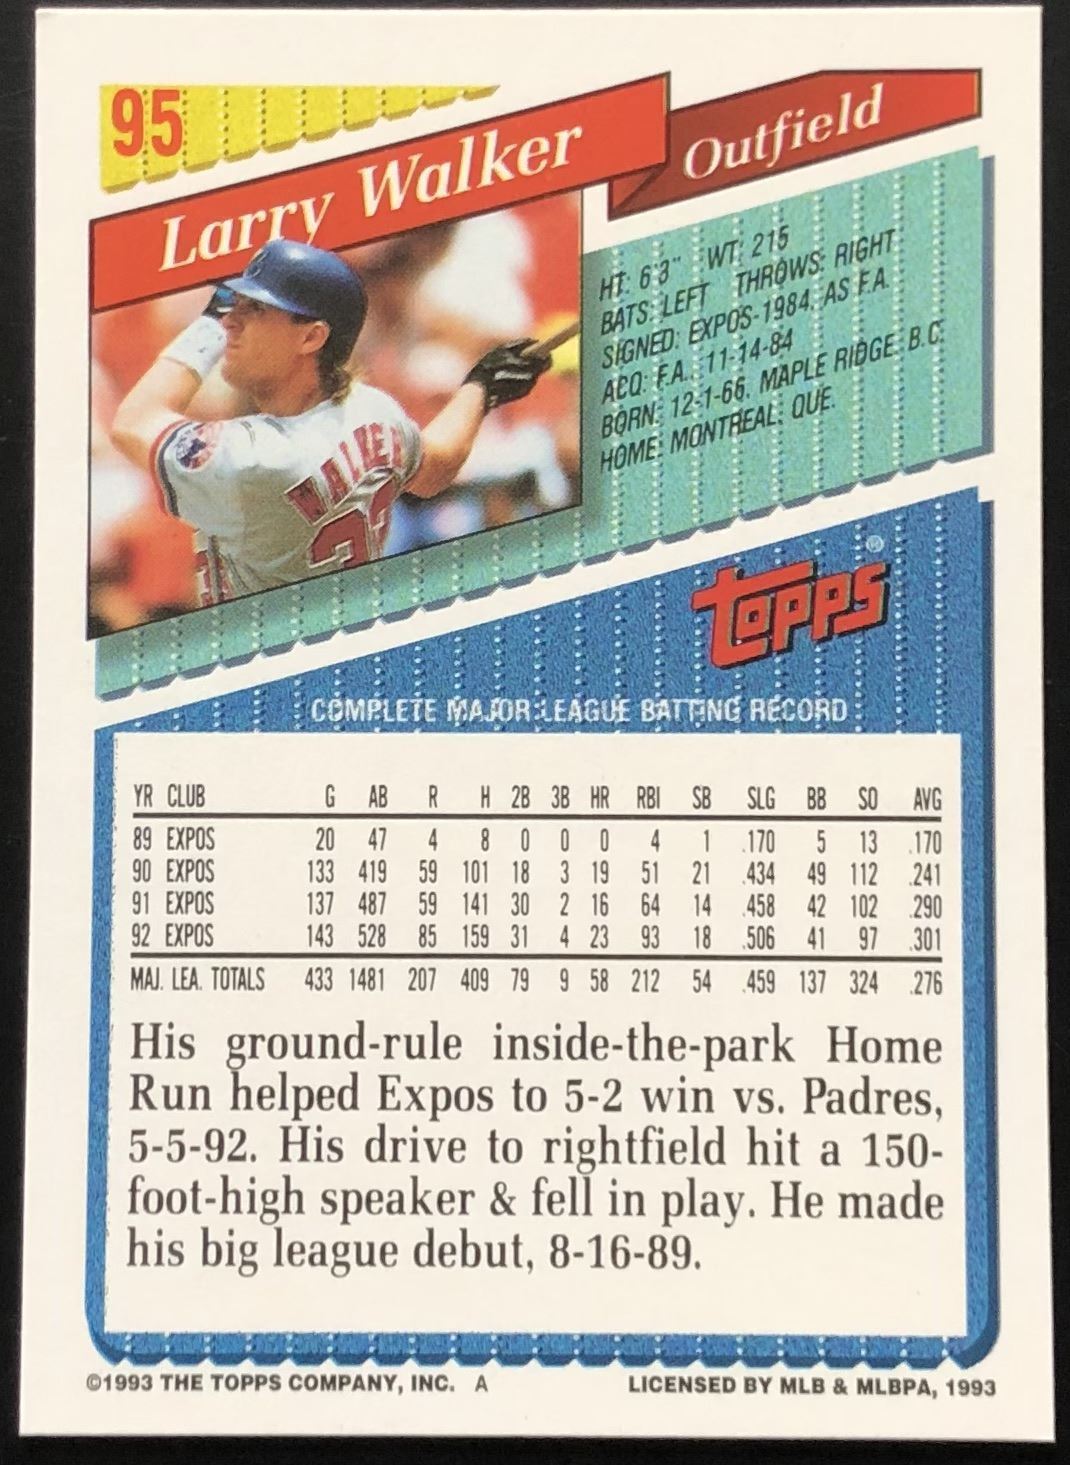 95
Larry Walker
Outfield
HT: 6'3" WT: 215
BATS: LEFT THROWS: RIGHT
SIGNED: EXPOS-1984, AS F.A.
ACQ: F.A., 11-14-84
BORN: 12-1-66, MAPLE RIDGE, B.C.
HOME: MONTREAL, QUE.
WALKER
33
topps®
COMPLETE MAJOR LEAGUE BATTING RECORD
YR CLUB G AB R H 2B 3B HR RBI SB SLG BB SO AVG
89 EXPOS 20 47 4 8 0 0 0 4 1 .170 5 13 .170
90 EXPOS 133 419 59 101 18 3 19 51 21 .434 49 112 .241
91 EXPOS 137 487 59 141 30 2 16 64 14 .458 42 102 .290
92 EXPOS 143 528 85 159 31 4 23 93 18 .506 41 97 .301
MAJ. LEA. TOTALS 433 1481 207 409 79 9 58 212 54 .459 137 324 .276
His ground-rule inside-the-park Home
Run helped Expos to 5-2 win vs. Padres,
5-5-92. His drive to rightfield hit a 150-
foot-high speaker & fell in play. He made
his big league debut, 8-16-89.
©1993 THE TOPPS COMPANY, INC. A
LICENSED BY MLB & MLBPA, 1993